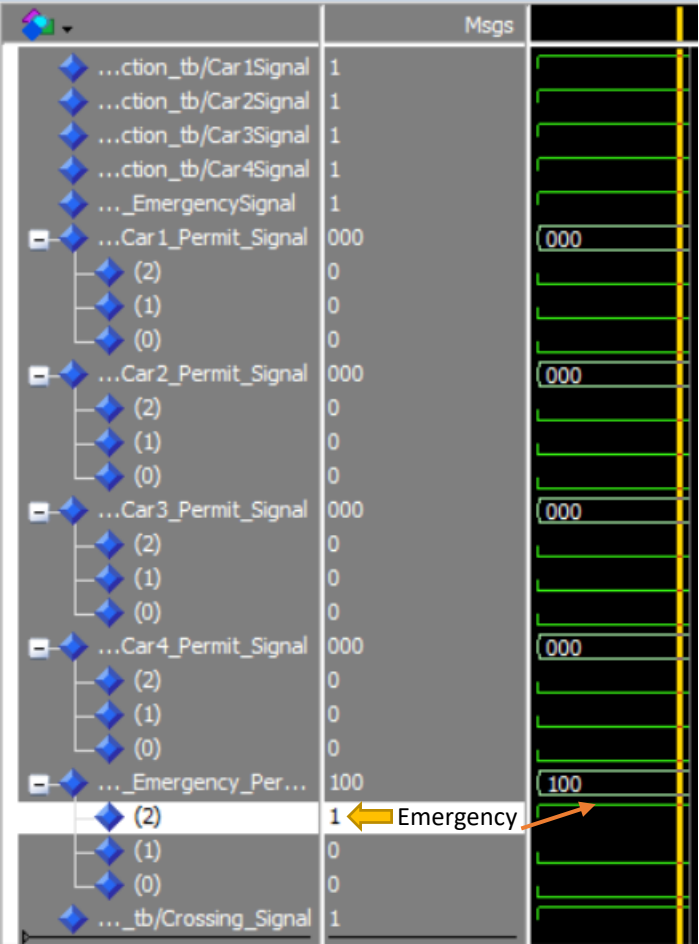 Msgs
...ction_tb/Car1Signal 1
...ction_tb/Car2Signal 1
...ction_tb/Car3Signal 1
...ction_tb/Car4Signal 1
..._EmergencySignal 1
...Car1_Permit_Signal 000 000
(2) 0
(1) 0
(0) 0
...Car2_Permit_Signal 000 000
(2) 0
(1) 0
(0) 0
...Car3_Permit_Signal 000 000
(2) 0
(1) 0
(0) 0
...Car4_Permit_Signal 000 000
(2) 0
(1) 0
(0) 0
..._Emergency_Per... 100 100
(2) 1 Emergency
(1) 0
(0) 0
..._tb/Crossing_Signal 1